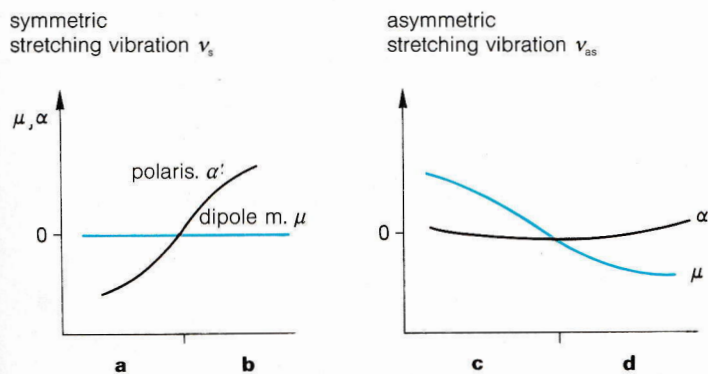 symmetric
stretching vibration νs
μ, α
polaris. α'
dipole m. μ
0
a b
asymmetric
stretching vibration νas
0
α
μ
c d